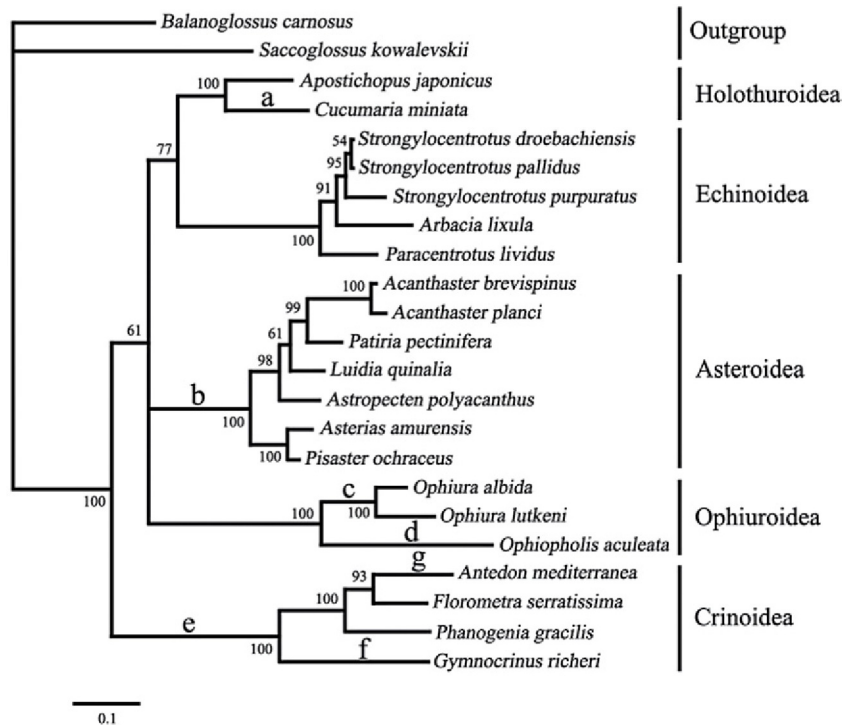 Balanoglossus carnosus
Outgroup
Saccoglossus kowalevskii
Apostichopus japonicus
100
a
Holothuroidea
Cucumaria miniata
Strongylocentrotus droebachiensis
54
77
95
Strongylocentrotus pallidus
91
Strongylocentrotus purpuratus
Echinoidea
Arbacia lixula
100
Paracentrotus lividus
Acanthaster brevispinus
100
Acanthaster planci
99
61
61
Patiria pectinifera
98
Luidia quinalia
Asteroidea
b
Astropecten polyacanthus
100
Asterias amurensis
100
Pisaster ochraceus
c
Ophiura albida
100
100
100
Ophiura lutkeni
Ophiuroidea
d
Ophiopholis aculeata
g
93
Antedon mediterranea
100
Florometra serratissima
Crinoidea
e
Phanogenia gracilis
100
f
Gymnocrinus richeri
0.1